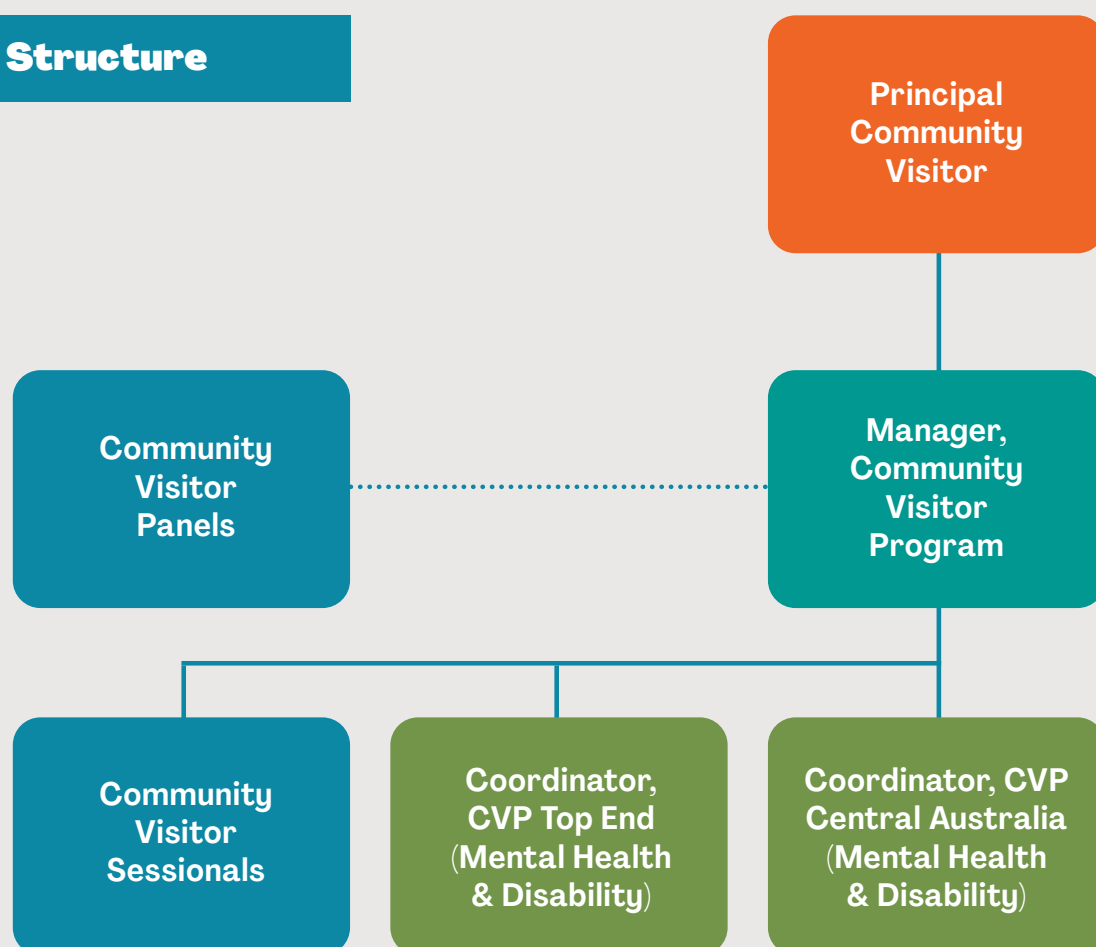 Structure
Principal
Community
Visitor
Community
Visitor
Panels
Manager,
Community
Visitor
Program
Community
Visitor
Sessionals
Coordinator,
CVP Top End
(Mental Health
& Disability)
Coordinator, CVP
Central Australia
(Mental Health
& Disability)